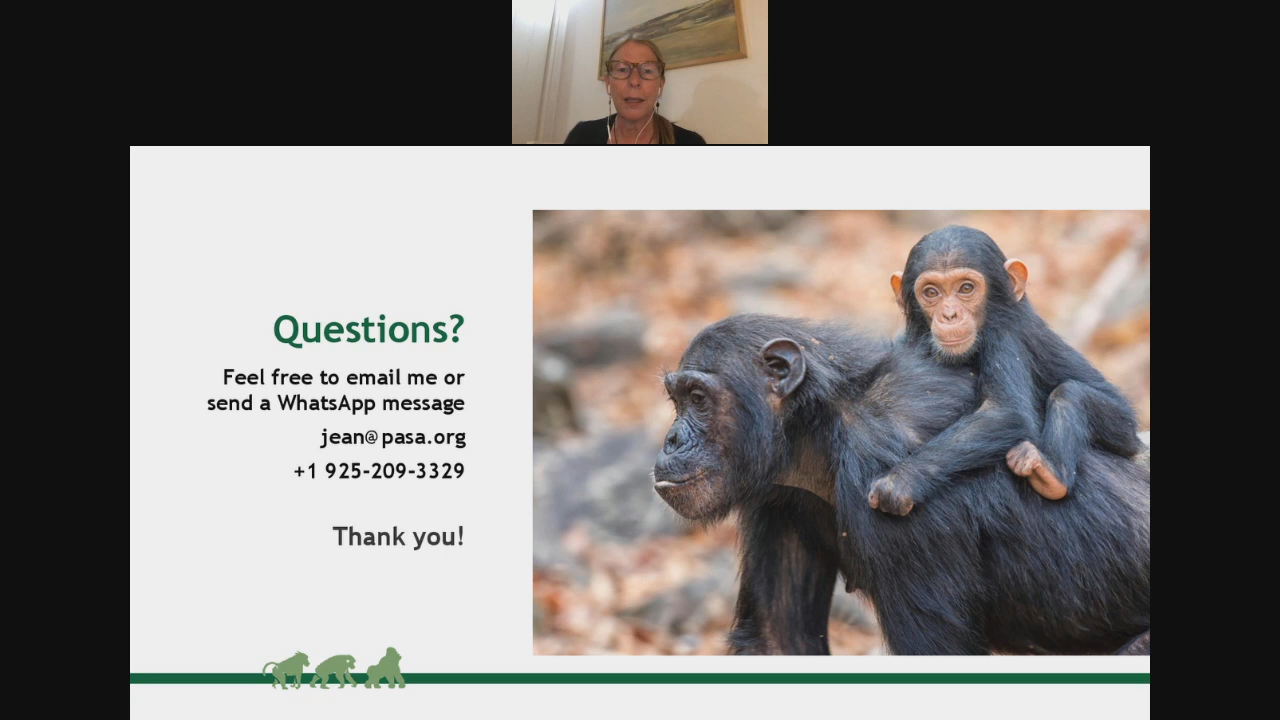 Questions?
Feel free to email me or
send a WhatsApp message
jean@pasa.org
+1 925-209-3329
Thank you!